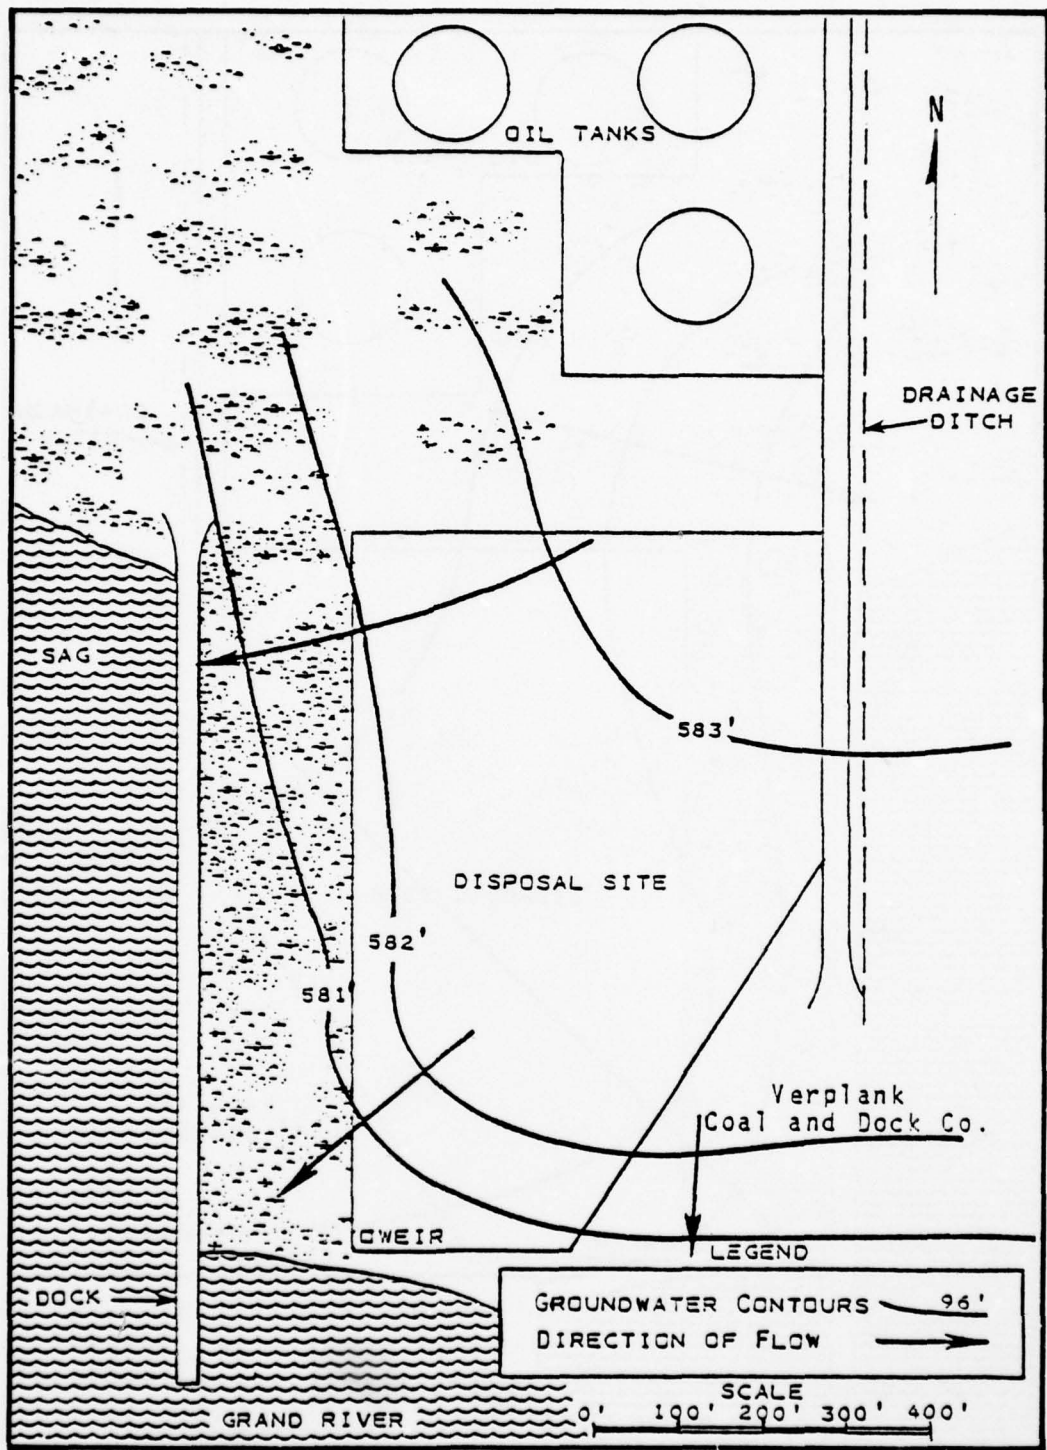 OIL TANKS
N
DRAINAGE
DITCH
SAG
583'
DISPOSAL SITE
582'
581'
Verplank
Coal and Dock Co.
WEIR
LEGEND
DOCK
GROUNDWATER CONTOURS 96'
DIRECTION OF FLOW
SCALE
0' 100' 200' 300' 400'
GRAND RIVER